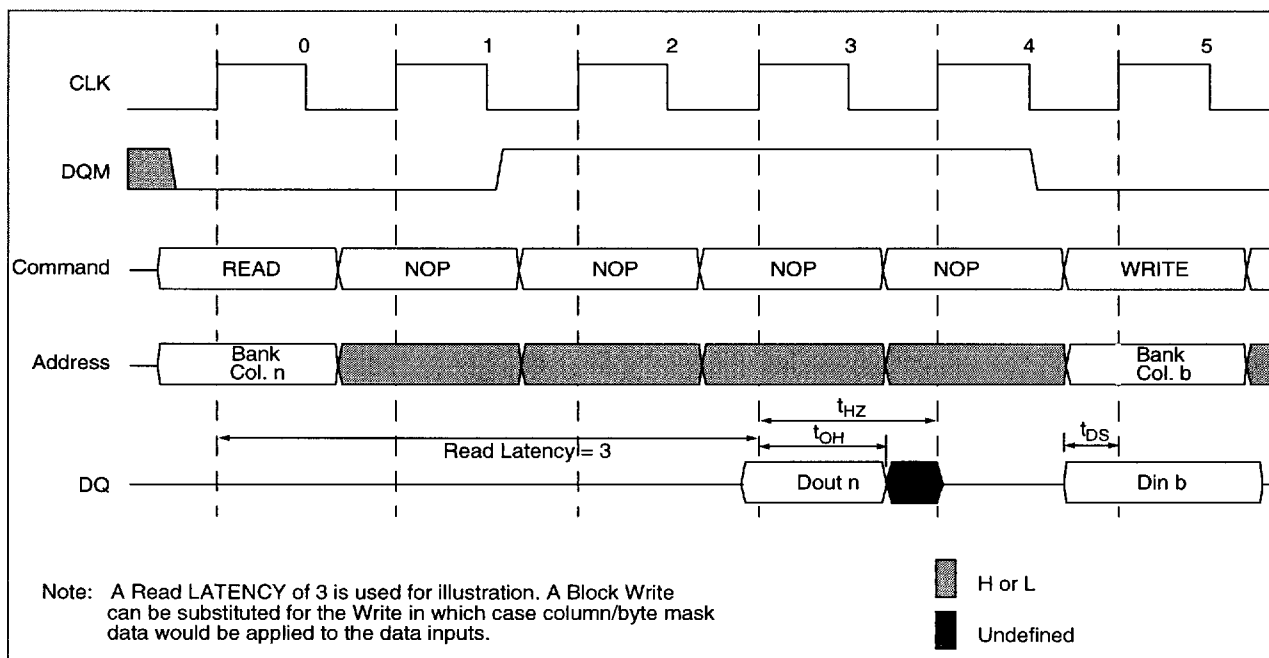 0 1 2 3 4 5
CLK
DQM
Command READ NOP NOP NOP NOP WRITE
Address Bank Col. n Bank Col. b
tHZ
tOH tDS
Read Latency = 3
DQ Dout n Din b
Note: A Read LATENCY of 3 is used for illustration. A Block Write
can be substituted for the Write in which case column/byte mask
data would be applied to the data inputs.
H or L
Undefined